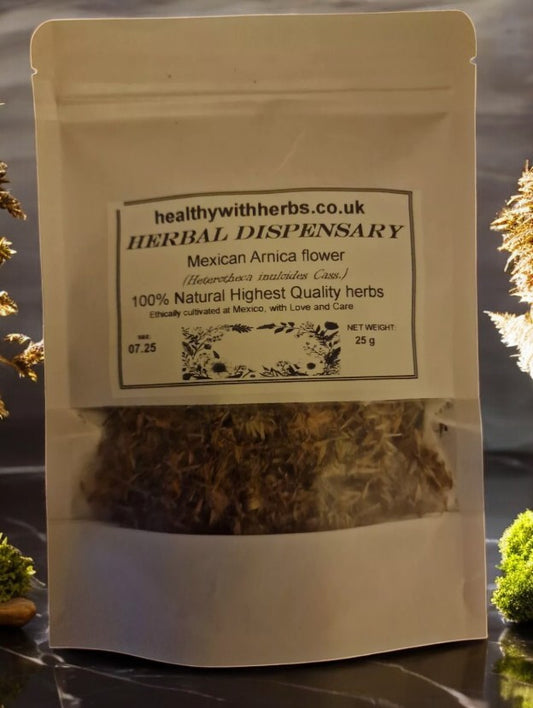 healthywithherbs.co.uk
HERBAL DISPENSARY
Mexican Arnica flower
(Heterotheca inuloides Cass.)
100% Natural Highest Quality herbs
Ethically cultivated at Mexico, with Love and Care
07.25
NET WEIGHT:
25 g